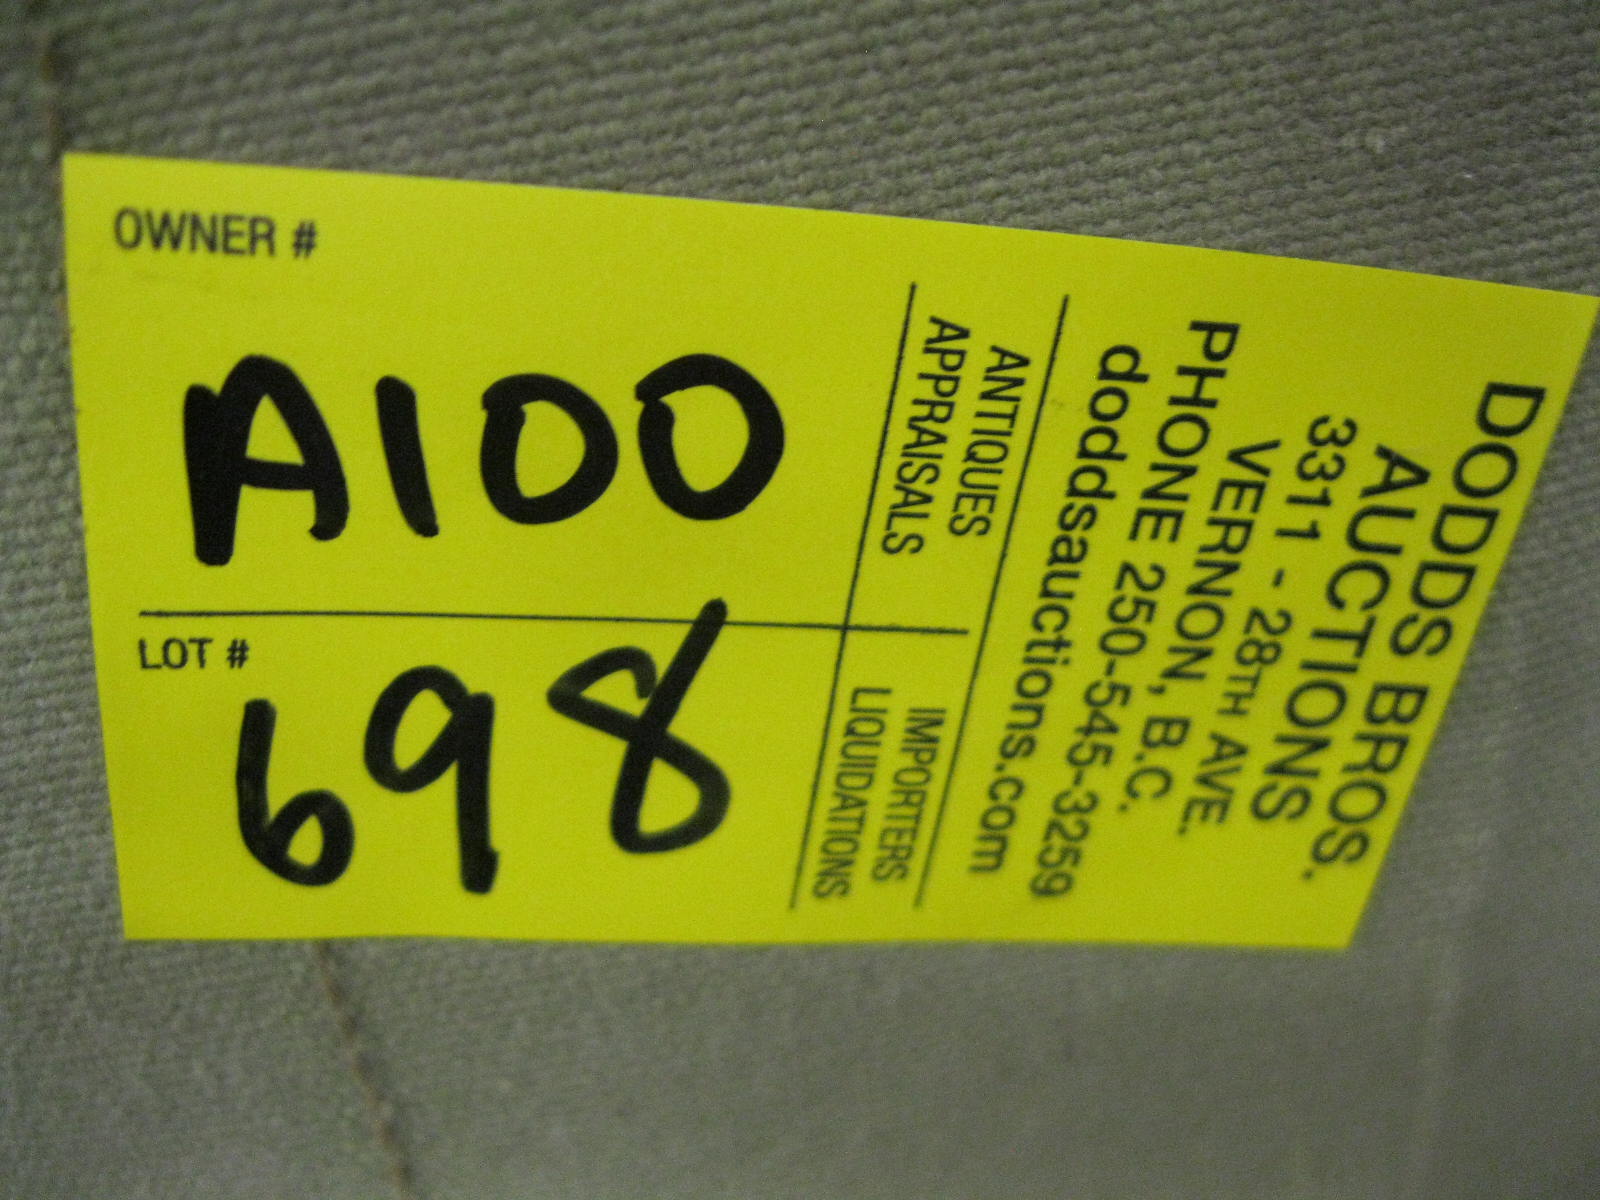 OWNER #
A100
LOT #
698
DODDS BROS.
AUCTIONS
3311 - 28TH AVE.
VERNON, B.C.
PHONE 250-545-3259
doddsauctions.com
ANTIQUES
APPRAISALS
IMPORTERS
LIQUIDATIONS